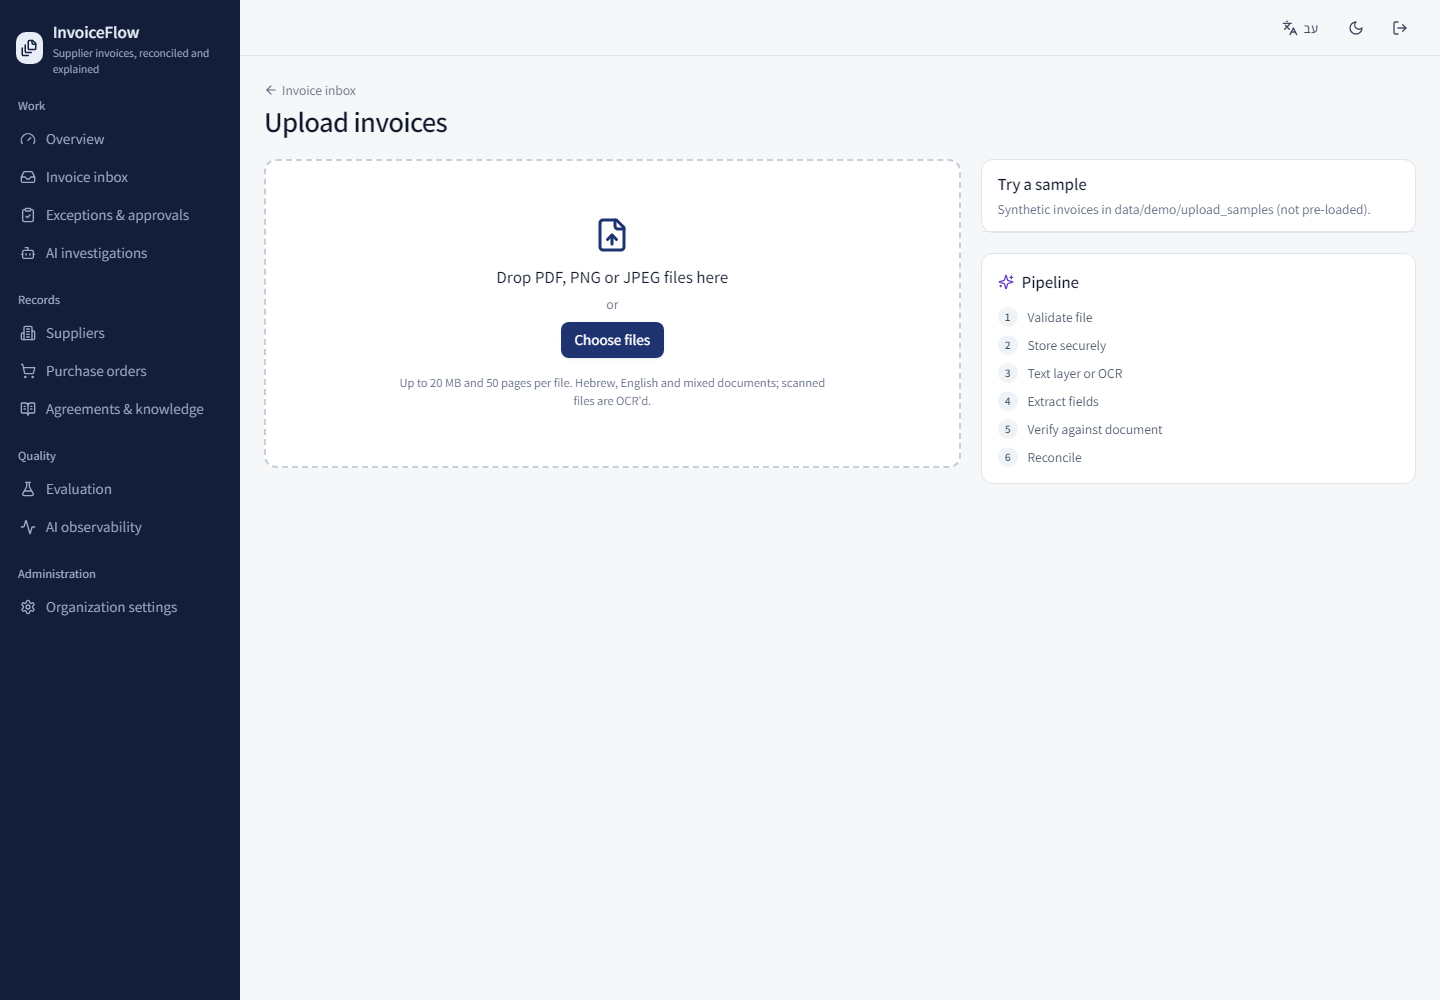 InvoiceFlow
Supplier invoices, reconciled and
explained
Work
Overview
Invoice inbox
Exceptions & approvals
AI investigations
Records
Suppliers
Purchase orders
Agreements & knowledge
Quality
Evaluation
AI observability
Administration
Organization settings
עב
Invoice inbox
Upload invoices
Drop PDF, PNG or JPEG files here
or
Choose files
Up to 20 MB and 50 pages per file. Hebrew, English and mixed documents; scanned
files are OCR'd.
Try a sample
Synthetic invoices in data/demo/upload_samples (not pre-loaded).
Pipeline
1 Validate file
2 Store securely
3 Text layer or OCR
4 Extract fields
5 Verify against document
6 Reconcile